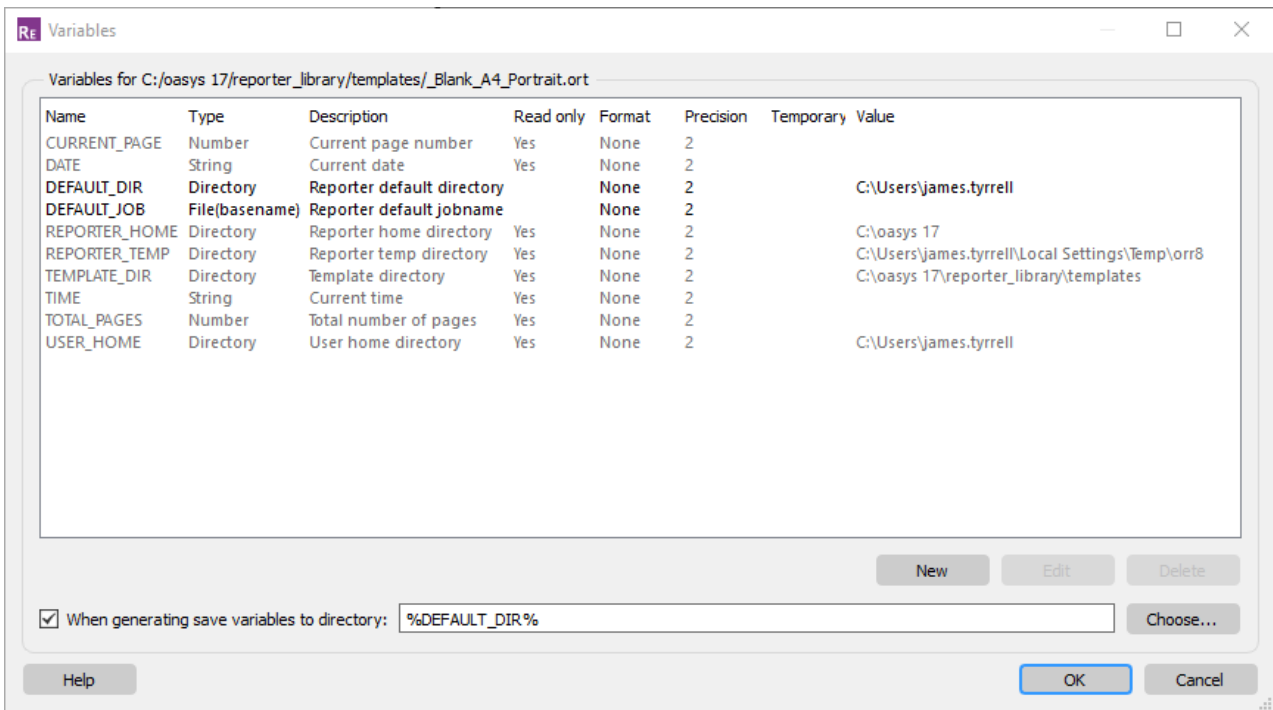 RE Variables
Variables for C:/oasys 17/reporter_library/templates/_Blank_A4_Portrait.ort
Name Type Description Read only Format Precision Temporary Value
CURRENT_PAGE Number Current page number Yes None 2
DATE String Current date Yes None 2
DEFAULT_DIR Directory Reporter default directory None 2 C:\Users\james.tyrrell
DEFAULT_JOB File(basename) Reporter default jobname None 2
REPORTER_HOME Directory Reporter home directory Yes None 2 C:\oasys 17
REPORTER_TEMP Directory Reporter temp directory Yes None 2 C:\Users\james.tyrrell\Local Settings\Temp\orr8
TEMPLATE_DIR Directory Template directory Yes None 2 C:\oasys 17\reporter_library\templates
TIME String Current time Yes None 2
TOTAL_PAGES Number Total number of pages Yes None 2
USER_HOME Directory User home directory Yes None 2 C:\Users\james.tyrrell
New Edit Delete
When generating save variables to directory: %DEFAULT_DIR% Choose...
Help OK Cancel